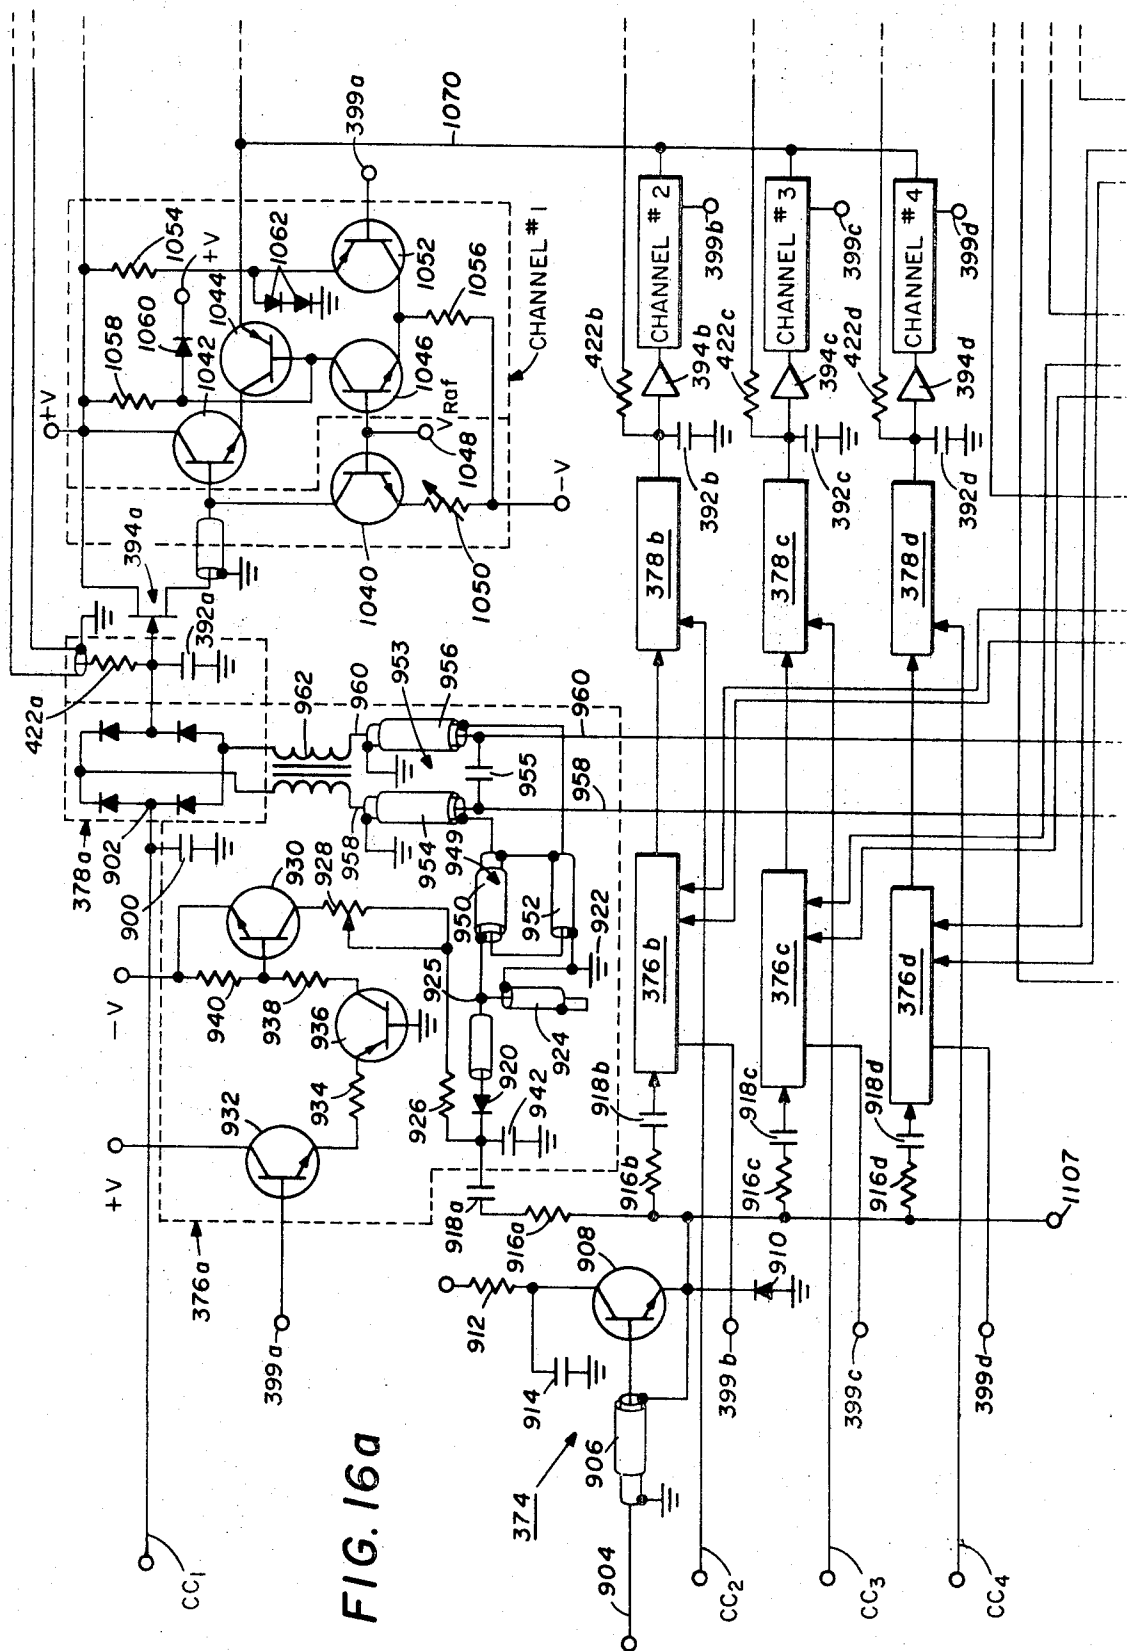 1070
399a
1054
+V
1062
1052
1056
CHANNEL #1
1058
1060
1044
1042
1046
+V
VRaf
1048
-V
1050
1040
394a
392a
422a
962
960
953
956
955
960
958
378a
902
900
930
928
958
954
949
950
952
922
925
924
940
938
936
934
926
920
942
-V
932
+V
376a
399a
918a
916a
908
912
914
910
906
374
904
CC1
FIG. 16a
422b
CHANNEL #2
394b
399b
392b
378b
376b
918b
916b
399b
CC2
422c
CHANNEL #3
394c
399c
392c
378c
376c
918c
916c
399c
CC3
422d
CHANNEL #4
394d
399d
392d
378d
376d
918d
916d
399d
CC4
1107